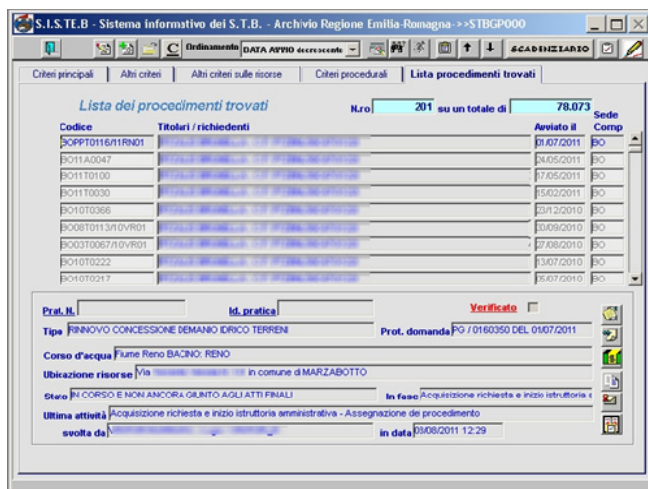 S.I.S.TE.B - Sistema informativo dei S.T.B. - Archivio Regione Emilia-Romagna->>STBGP000
C Ordinamento DATA AVVIO decrescente SCADENZIARIO
Criteri principali Altri criteri Altri criteri sulle risorse Criteri procedurali Lista procedimenti trovati
Lista dei procedimenti trovati N.ro 201 su un totale di 78.073
Codice Titolari / richiedenti Avviato il Sede Comp
BOPPT0116/11RN01 01/07/2011 BO
BO11A0047 24/05/2011 BO
BO11T0100 17/05/2011 BO
BO11T0030 15/02/2011 BO
BO10T0366 23/12/2010 BO
BO08T0113/10VR01 30/09/2010 BO
BO03T0067/10VR01 27/08/2010 BO
BO10T0222 13/07/2010 BO
BO10T0217 05/07/2010 BO
Prat. N. Id. pratica Verificato
Tipo RINNOVO CONCESSIONE DEMANIO IDRICO TERRENI Prot. domanda PG / 0160350 DEL 01/07/2011
Corso d'acqua Fiume Reno BACINO: RENO
Ubicazione risorse Via in comune di MARZABOTTO
Stato IN CORSO E NON ANCORA GIUNTO AGLI ATTI FINALI In fase Acquisizione richiesta e inizio istruttoria
Ultima attività Acquisizione richiesta e inizio istruttoria amministrativa - Assegnazione del procedimento
svolta da in data 03/08/2011 12:29